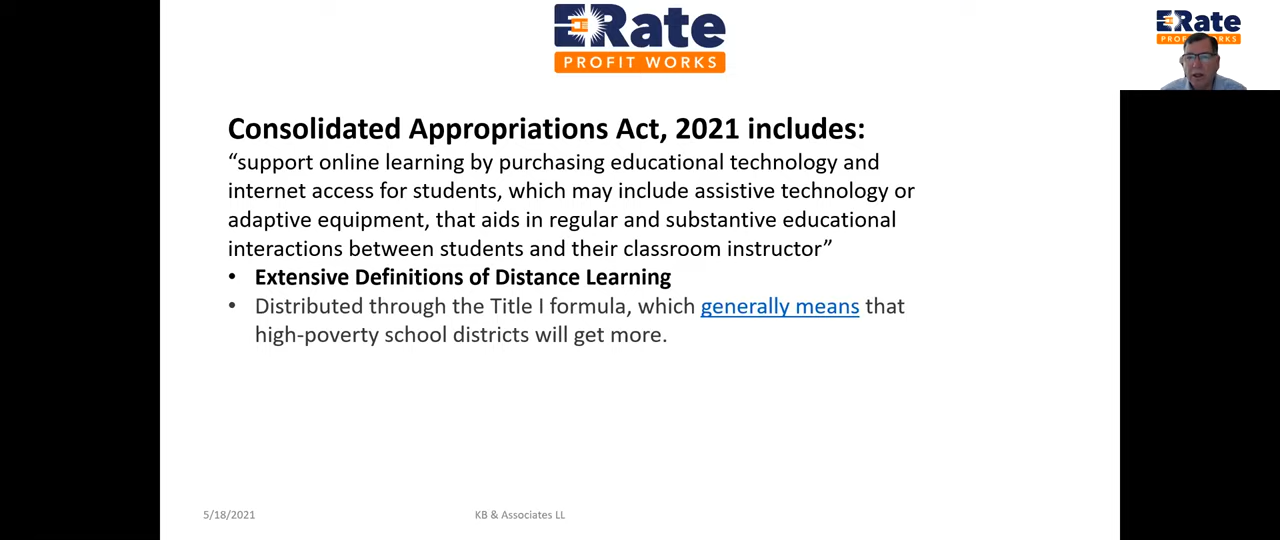 ERate
PROFIT WORKS
ERate
PROFIT WORKS
Consolidated Appropriations Act, 2021 includes:
“support online learning by purchasing educational technology and
internet access for students, which may include assistive technology or
adaptive equipment, that aids in regular and substantive educational
interactions between students and their classroom instructor”
• Extensive Definitions of Distance Learning
• Distributed through the Title I formula, which generally means that
high-poverty school districts will get more.
5/18/2021
KB & Associates LL